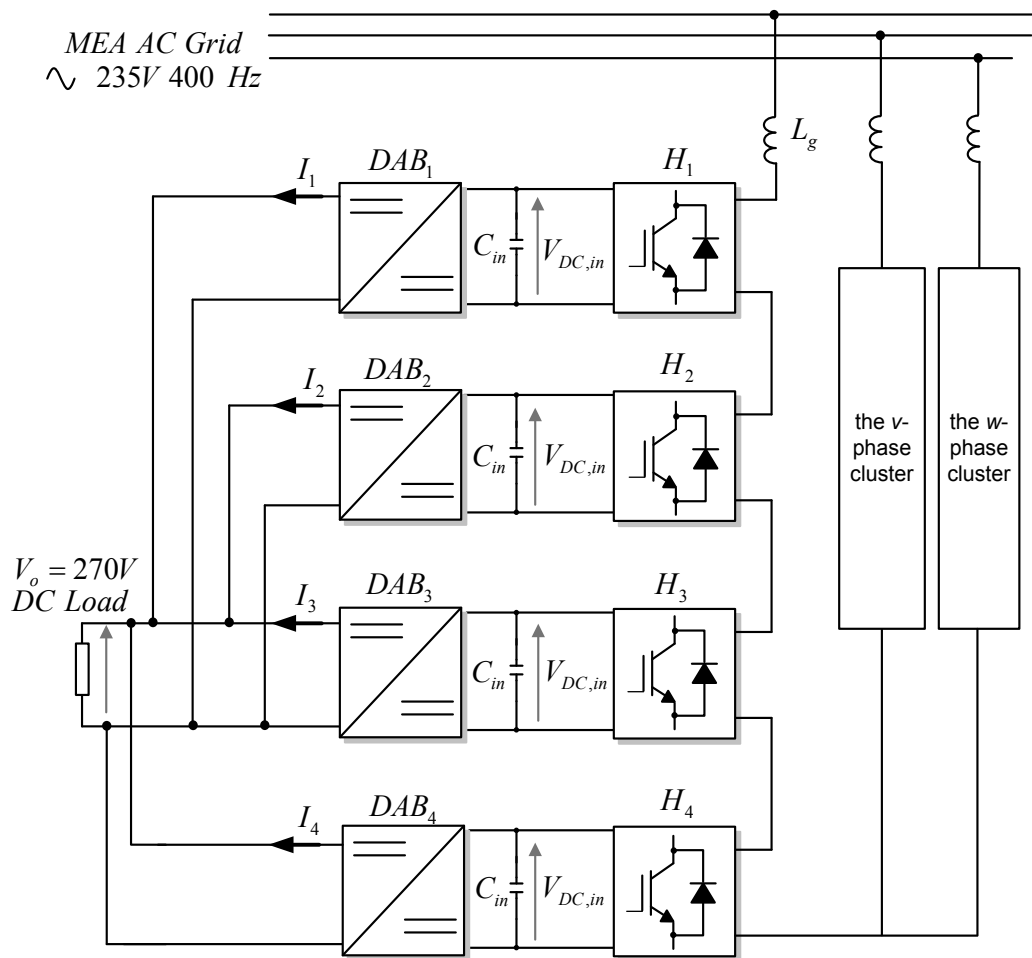 MEA AC Grid
235V 400 Hz
L_g
I_1
DAB_1
H_1
C_in
V_DC,in
I_2
DAB_2
H_2
C_in
V_DC,in
the v-
phase
cluster
the w-
phase
cluster
V_o = 270V
DC Load
I_3
DAB_3
H_3
C_in
V_DC,in
I_4
DAB_4
H_4
C_in
V_DC,in